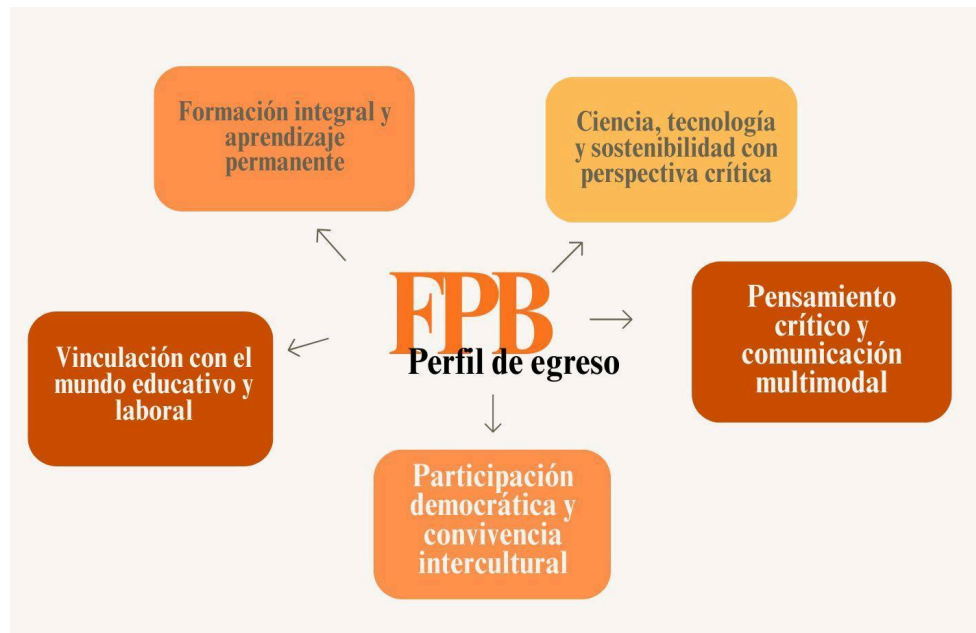 Formación integral y
aprendizaje
permanente
Ciencia, tecnología
y sostenibilidad con
perspectiva crítica
FPB
Perfil de egreso
Pensamiento
crítico y
comunicación
multimodal
Vinculación con el
mundo educativo y
laboral
Participación
democrática y
convivencia
intercultural